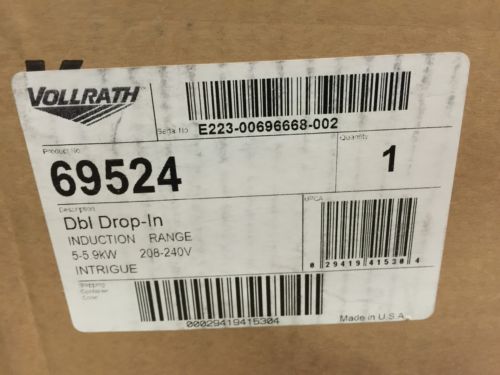 VOLLRATH
Serial No. E223-00696668-002
Product No.
69524
Quantity
1
Description
Dbl Drop-In
INDUCTION RANGE
5-5.9kW 208-240V
INTRIGUE
UPCA
0 29419 41530 4
Shipping
Container
Code
00029419415304
Made in U.S.A.